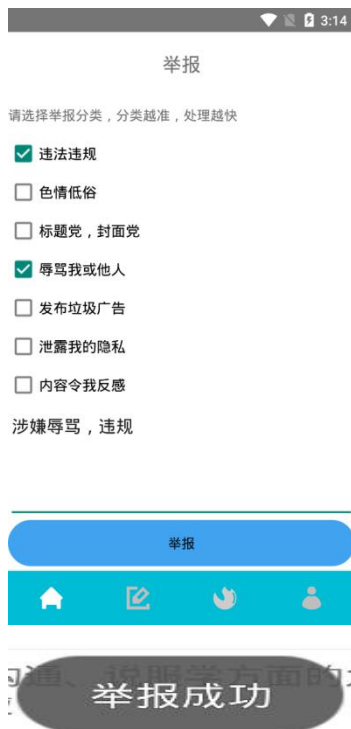 3:14
举报
请选择举报分类，分类越准，处理越快
违法违规
色情低俗
标题党，封面党
辱骂我或他人
发布垃圾广告
泄露我的隐私
内容令我反感
涉嫌辱骂，违规
举报
举报成功